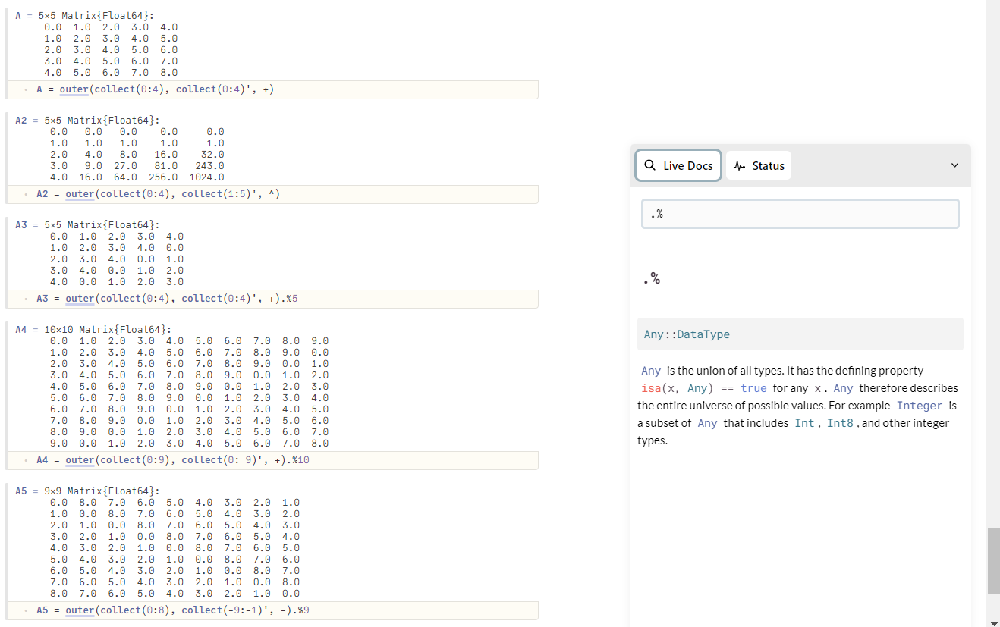 A = 5×5 Matrix{Float64}:
0.0 1.0 2.0 3.0 4.0
1.0 2.0 3.0 4.0 5.0
2.0 3.0 4.0 5.0 6.0
3.0 4.0 5.0 6.0 7.0
4.0 5.0 6.0 7.0 8.0
A = outer(collect(0:4), collect(0:4)', +)
A2 = 5×5 Matrix{Float64}:
0.0 0.0 0.0 0.0 0.0
1.0 1.0 1.0 1.0 1.0
2.0 4.0 8.0 16.0 32.0
3.0 9.0 27.0 81.0 243.0
4.0 16.0 64.0 256.0 1024.0
A2 = outer(collect(0:4), collect(1:5)', ^)
A3 = 5×5 Matrix{Float64}:
0.0 1.0 2.0 3.0 4.0
1.0 2.0 3.0 4.0 0.0
2.0 3.0 4.0 0.0 1.0
3.0 4.0 0.0 1.0 2.0
4.0 0.0 1.0 2.0 3.0
A3 = outer(collect(0:4), collect(0:4)', +).%5
A4 = 10×10 Matrix{Float64}:
0.0 1.0 2.0 3.0 4.0 5.0 6.0 7.0 8.0 9.0
1.0 2.0 3.0 4.0 5.0 6.0 7.0 8.0 9.0 0.0
2.0 3.0 4.0 5.0 6.0 7.0 8.0 9.0 0.0 1.0
3.0 4.0 5.0 6.0 7.0 8.0 9.0 0.0 1.0 2.0
4.0 5.0 6.0 7.0 8.0 9.0 0.0 1.0 2.0 3.0
5.0 6.0 7.0 8.0 9.0 0.0 1.0 2.0 3.0 4.0
6.0 7.0 8.0 9.0 0.0 1.0 2.0 3.0 4.0 5.0
7.0 8.0 9.0 0.0 1.0 2.0 3.0 4.0 5.0 6.0
8.0 9.0 0.0 1.0 2.0 3.0 4.0 5.0 6.0 7.0
9.0 0.0 1.0 2.0 3.0 4.0 5.0 6.0 7.0 8.0
A4 = outer(collect(0:9), collect(0: 9)', +).%10
A5 = 9×9 Matrix{Float64}:
0.0 8.0 7.0 6.0 5.0 4.0 3.0 2.0 1.0
1.0 0.0 8.0 7.0 6.0 5.0 4.0 3.0 2.0
2.0 1.0 0.0 8.0 7.0 6.0 5.0 4.0 3.0
3.0 2.0 1.0 0.0 8.0 7.0 6.0 5.0 4.0
4.0 3.0 2.0 1.0 0.0 8.0 7.0 6.0 5.0
5.0 4.0 3.0 2.0 1.0 0.0 8.0 7.0 6.0
6.0 5.0 4.0 3.0 2.0 1.0 0.0 8.0 7.0
7.0 6.0 5.0 4.0 3.0 2.0 1.0 0.0 8.0
8.0 7.0 6.0 5.0 4.0 3.0 2.0 1.0 0.0
A5 = outer(collect(0:8), collect(-9:-1)', -).%9
Live Docs Status
.%
.%
Any::DataType
Any is the union of all types. It has the defining property
isa(x, Any) == true for any x. Any therefore describes
the entire universe of possible values. For example Integer is
a subset of Any that includes Int, Int8, and other integer
types.